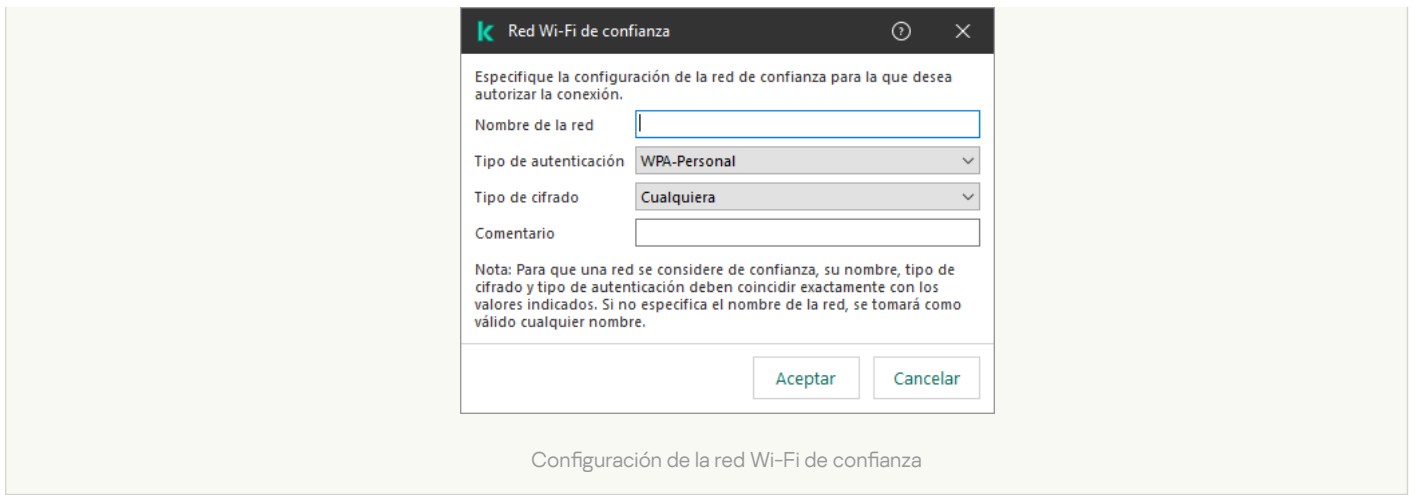 Red Wi-Fi de confianza
Especifique la configuración de la red de confianza para la que desea
autorizar la conexión.
Nombre de la red
Tipo de autenticación WPA-Personal
Tipo de cifrado Cualquiera
Comentario
Nota: Para que una red se considere de confianza, su nombre, tipo de
cifrado y tipo de autenticación deben coincidir exactamente con los
valores indicados. Si no especifica el nombre de la red, se tomará como
válido cualquier nombre.
Aceptar Cancelar
Configuración de la red Wi-Fi de confianza